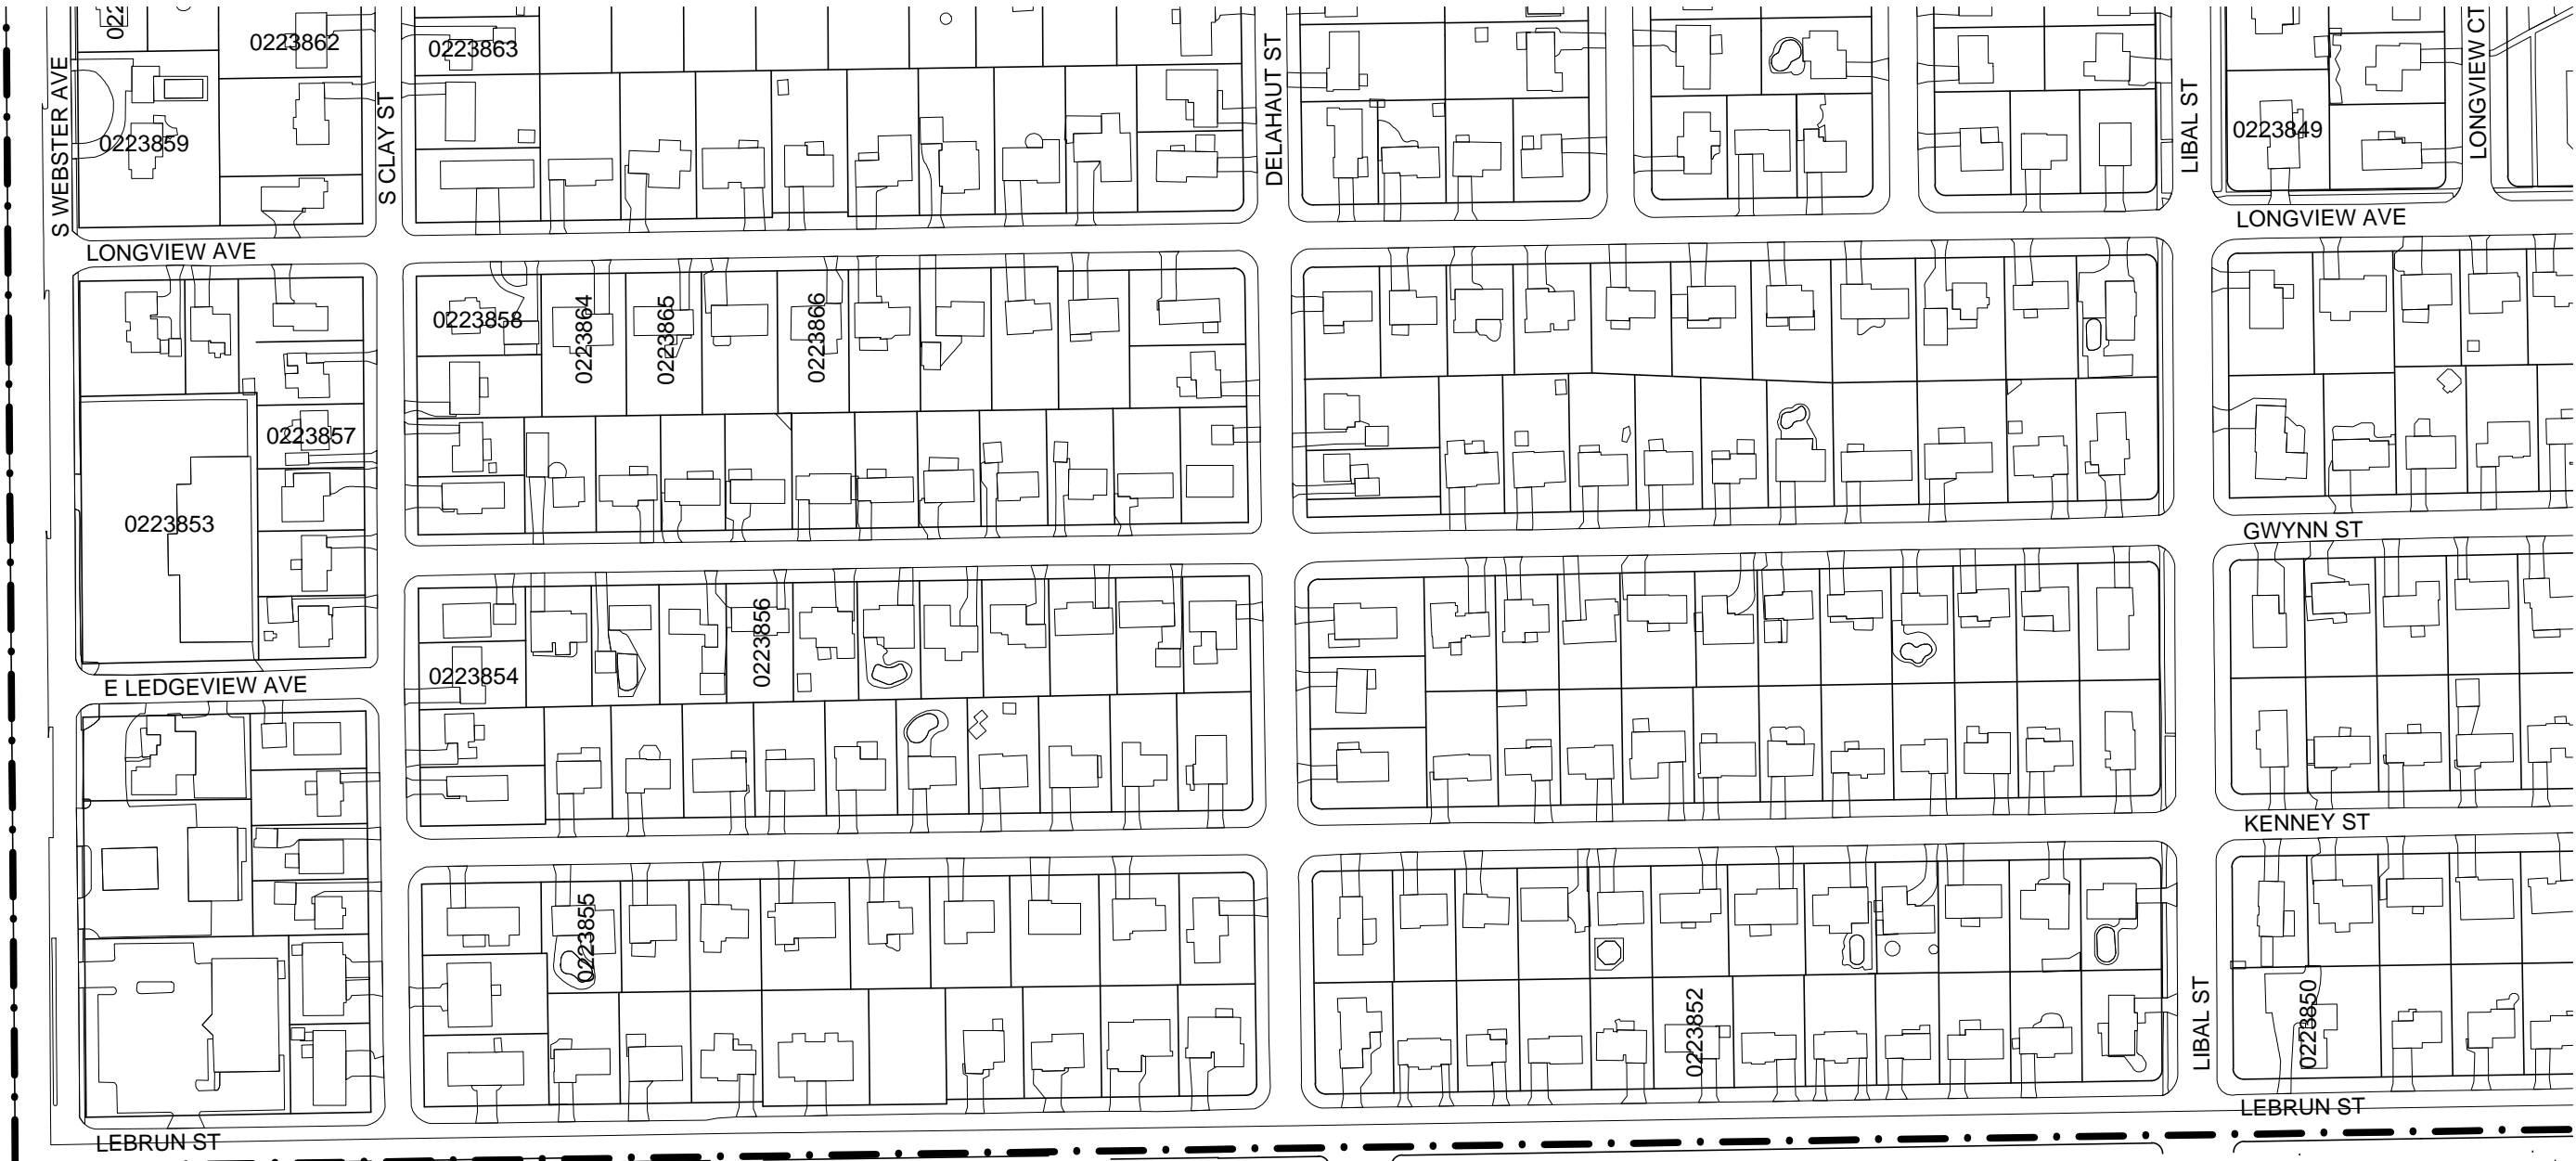 022
0223862
0223863
S WEBSTER AVE
S CLAY ST
DELAHAUT ST
LIBAL ST
LONGVIEW CT
0223859
0223849
LONGVIEW AVE
LONGVIEW AVE
0223858
0223864
0223865
0223866
0223857
0223853
GWYNN ST
0223856
0223854
E LEDGEVIEW AVE
KENNEY ST
0223855
0223852
LIBAL ST
0223850
LEBRUN ST
LEBRUN ST